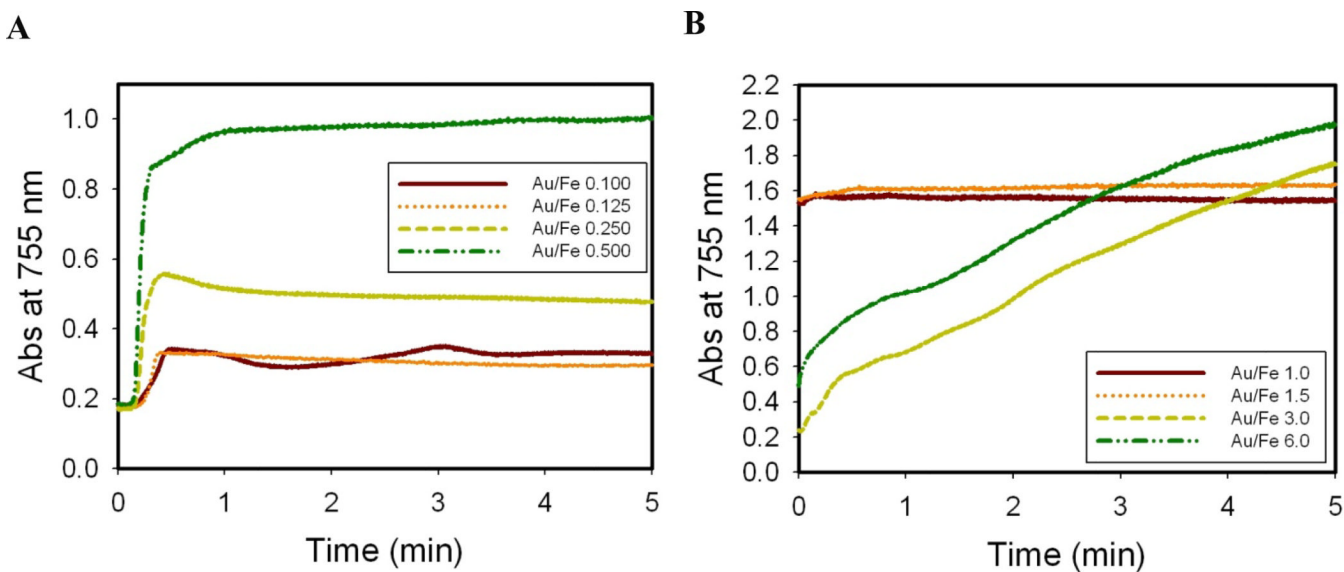 A
Abs at 755 nm
1.0
0.8
0.6
0.4
0.2
0.0
Au/Fe 0.100
Au/Fe 0.125
Au/Fe 0.250
Au/Fe 0.500
0 1 2 3 4 5
Time (min)
B
Abs at 755 nm
2.2
2.0
1.8
1.6
1.4
1.2
1.0
0.8
0.6
0.4
0.2
0.0
Au/Fe 1.0
Au/Fe 1.5
Au/Fe 3.0
Au/Fe 6.0
0 1 2 3 4 5
Time (min)